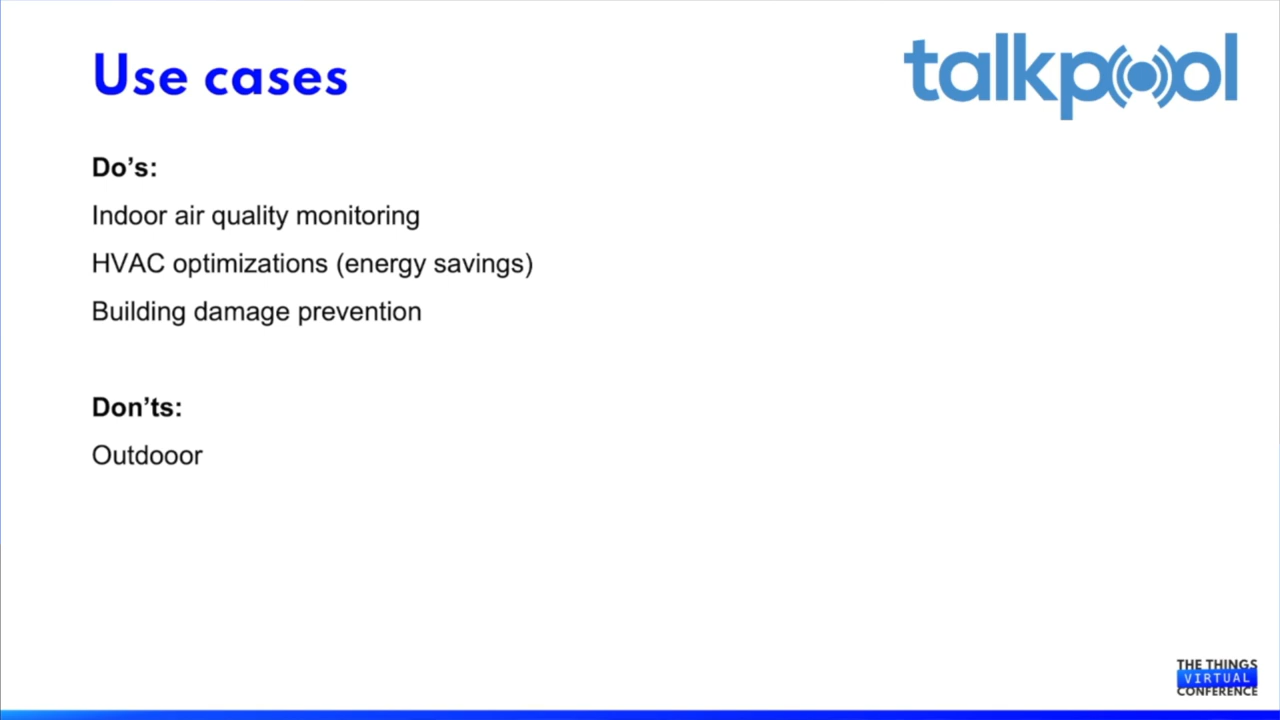 Use cases
talkpool
Do’s:
Indoor air quality monitoring
HVAC optimizations (energy savings)
Building damage prevention
Don’ts:
Outdooor
THE THINGS
VIRTUAL
CONFERENCE